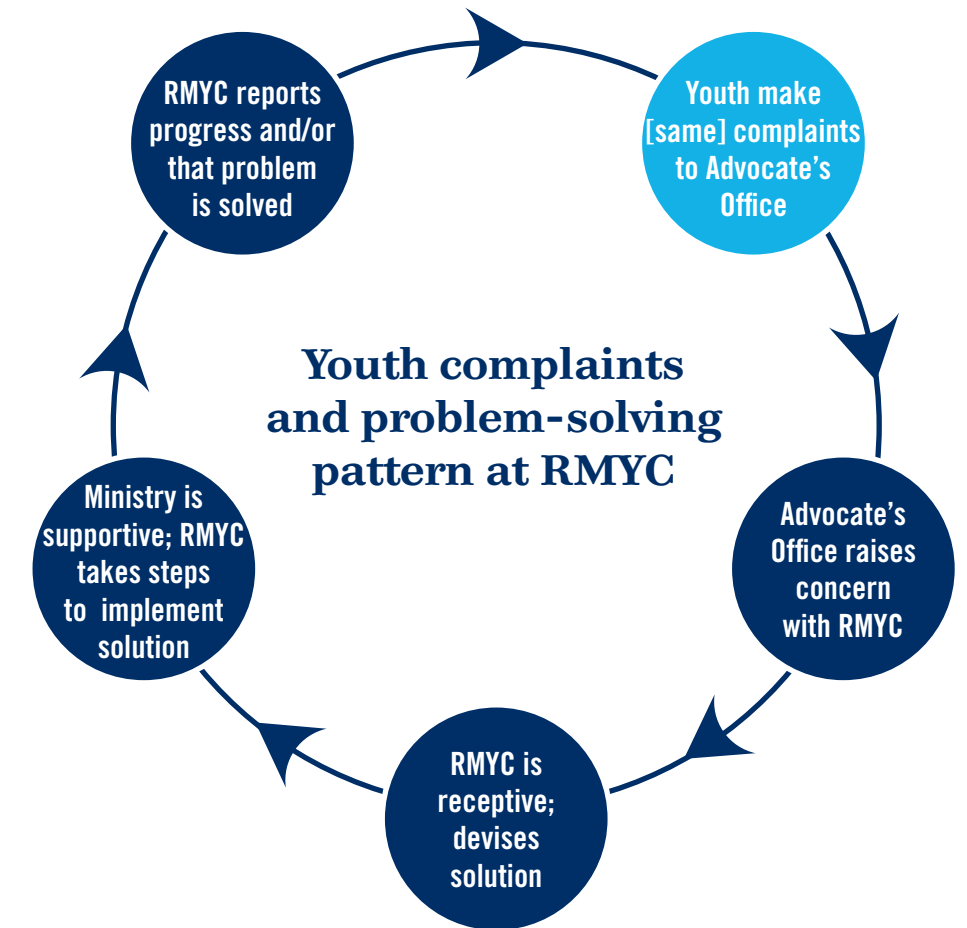 Youth complaints
and problem-solving
pattern at RMYC
Youth make
[same] complaints
to Advocate's
Office
Advocate's
Office raises
concern
with RMYC
RMYC is
receptive;
devises
solution
Ministry is
supportive; RMYC
takes steps
to implement
solution
RMYC reports
progress and/or
that problem
is solved